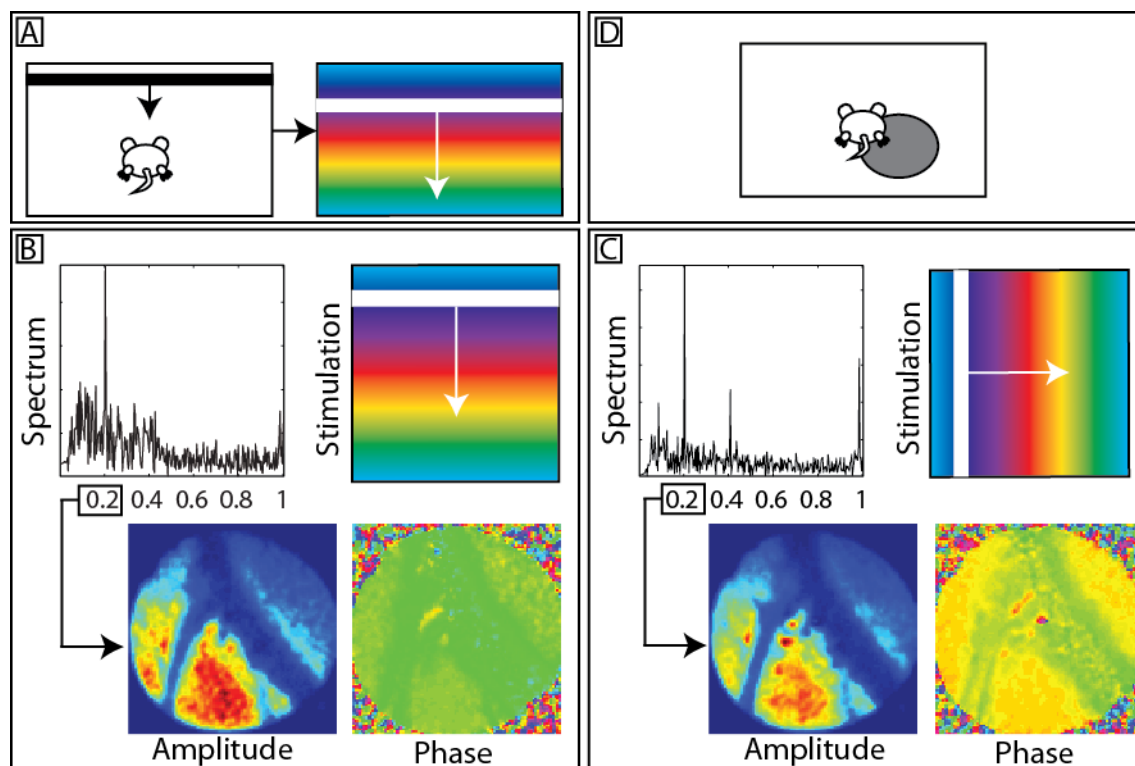 A
D
B
Spectrum
0.2 0.4 0.6 0.8 1
Stimulation
Amplitude
Phase
C
Spectrum
0.2 0.4 0.6 0.8 1
Stimulation
Amplitude
Phase